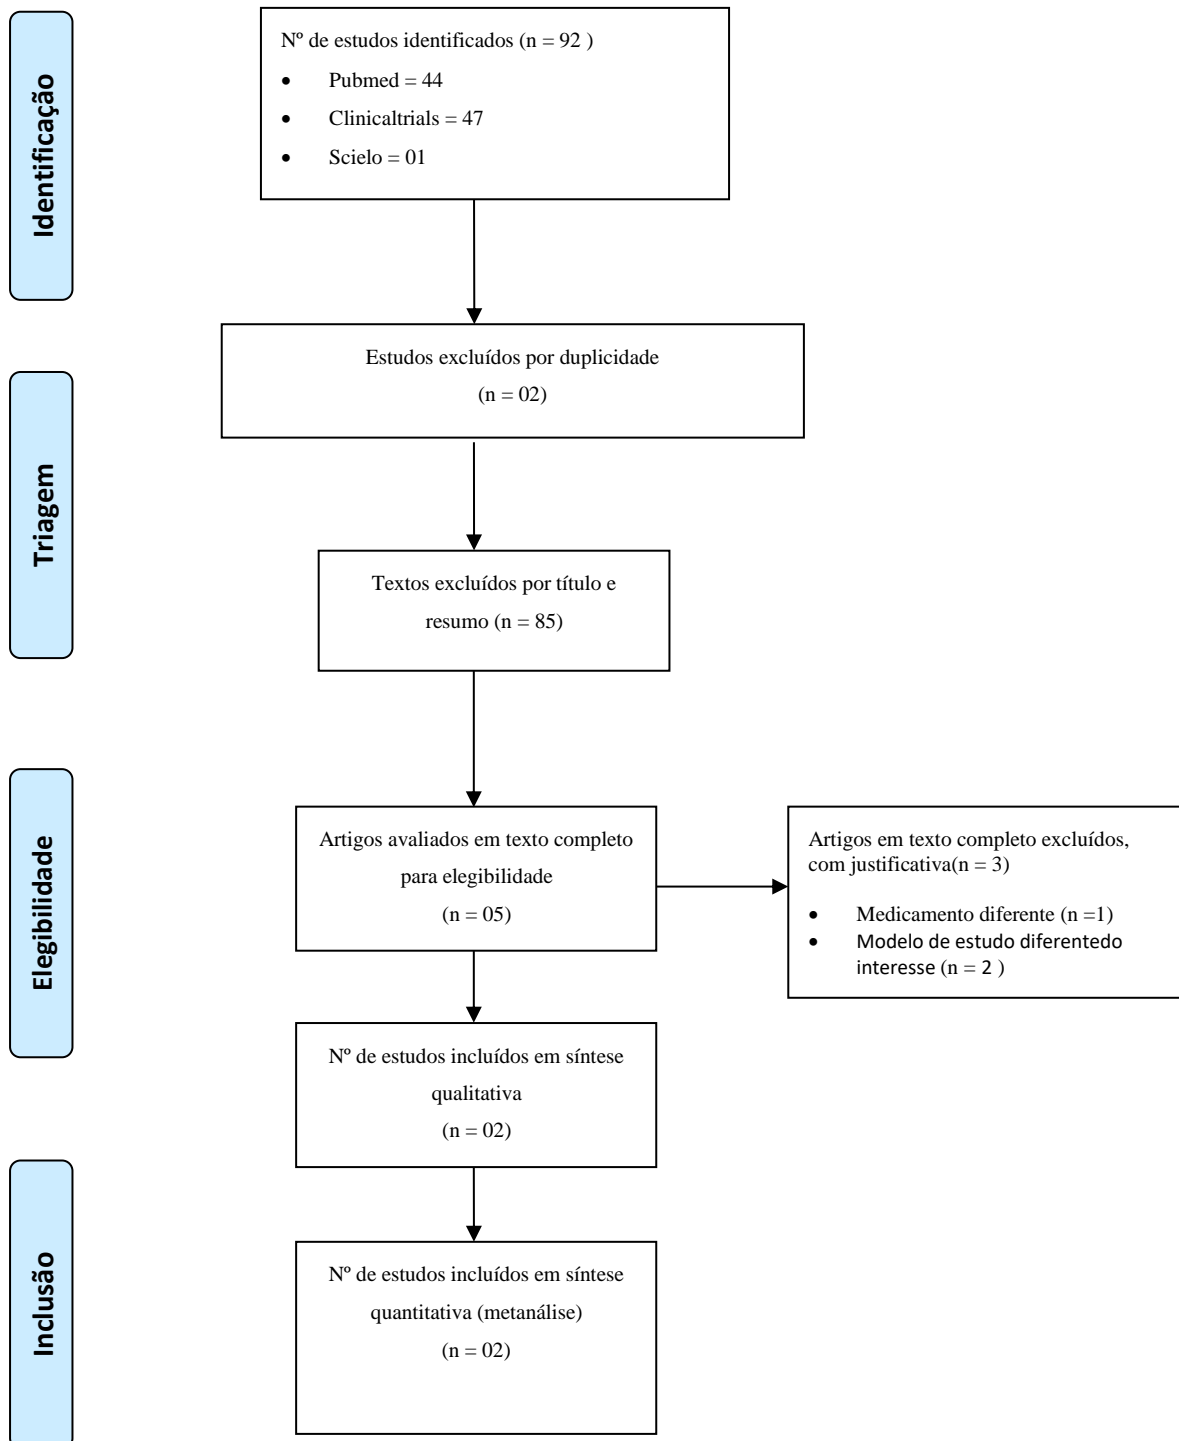 Identificação
Nº de estudos identificados (n = 92 )
• Pubmed = 44
• Clinicaltrials = 47
• Scielo = 01
Triagem
Estudos excluídos por duplicidade
(n = 02)
Textos excluídos por título e
resumo (n = 85)
Elegibilidade
Artigos avaliados em texto completo
para elegibilidade
(n = 05)
Artigos em texto completo excluídos,
com justificativa(n = 3)
• Medicamento diferente (n =1)
• Modelo de estudo diferentedo
interesse (n = 2 )
Nº de estudos incluídos em síntese
qualitativa
(n = 02)
Inclusão
Nº de estudos incluídos em síntese
quantitativa (metanálise)
(n = 02)